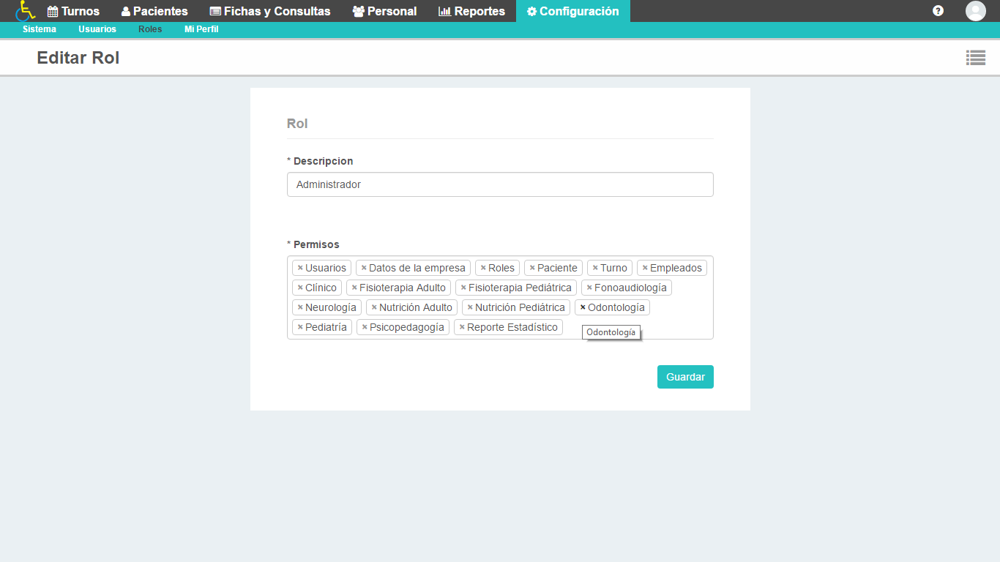 Turnos Pacientes Fichas y Consultas Personal Reportes Configuración ?
Sistema Usuarios Roles Mi Perfil
Editar Rol
Rol
* Descripcion
Administrador
* Permisos
× Usuarios × Datos de la empresa × Roles × Paciente × Turno × Empleados
× Clínico × Fisioterapia Adulto × Fisioterapia Pediátrica × Fonoaudiología
× Neurología × Nutrición Adulto × Nutrición Pediátrica × Odontología
× Pediatría × Psicopedagogía × Reporte Estadístico
Odontología
Guardar